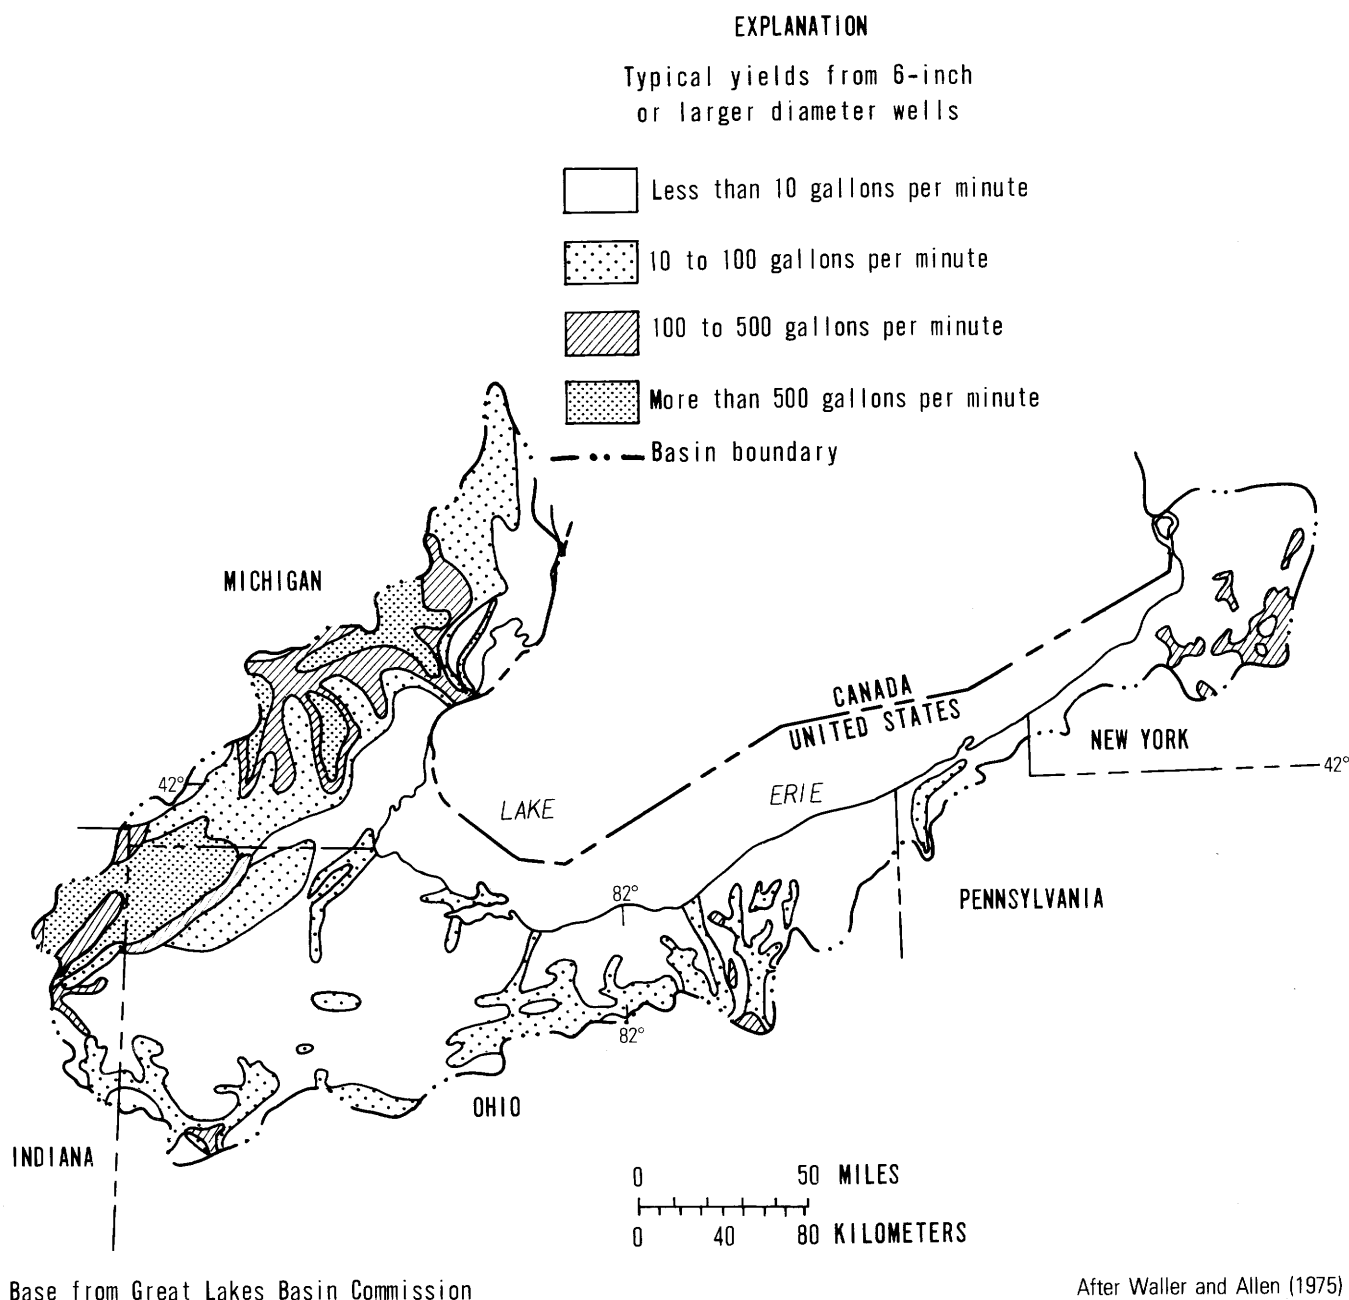 EXPLANATION
Typical yields from 6-inch
or larger diameter wells
Less than 10 gallons per minute
10 to 100 gallons per minute
100 to 500 gallons per minute
More than 500 gallons per minute
Basin boundary
MICHIGAN
CANADA
UNITED STATES
NEW YORK
42°
42°
LAKE
ERIE
82°
PENNSYLVANIA
82°
OHIO
INDIANA
0 50 MILES
0 40 80 KILOMETERS
Base from Great Lakes Basin Commission
After Waller and Allen (1975)